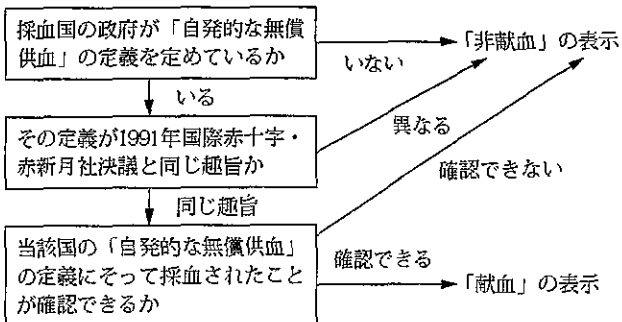 採血国の政府が「自発的な無償
供血」の定義を定めているか
いない
「非献血」の表示
いる
その定義が1991年国際赤十字・
赤新月社決議と同じ趣旨か
異なる
確認できない
同じ趣旨
当該国の「自発的な無償供血」
の定義にそって採血されたこと
が確認できるか
確認できる
「献血」の表示